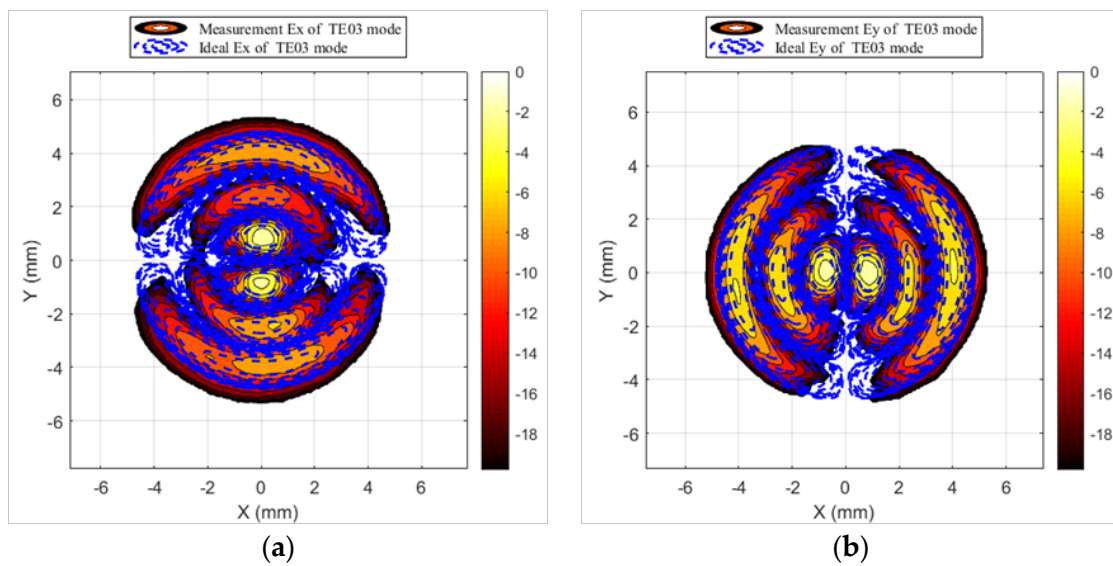 Measurement Ex of TE03 mode
Ideal Ex of TE03 mode
6
4
2
0
-2
-4
-6
Y (mm)
-6 -4 -2 0 2 4 6
X (mm)
0
-2
-4
-6
-8
-10
-12
-14
-16
-18
(a)
Measurement Ey of TE03 mode
Ideal Ey of TE03 mode
6
4
2
0
-2
-4
-6
Y (mm)
-6 -4 -2 0 2 4 6
X (mm)
0
-2
-4
-6
-8
-10
-12
-14
-16
-18
(b)